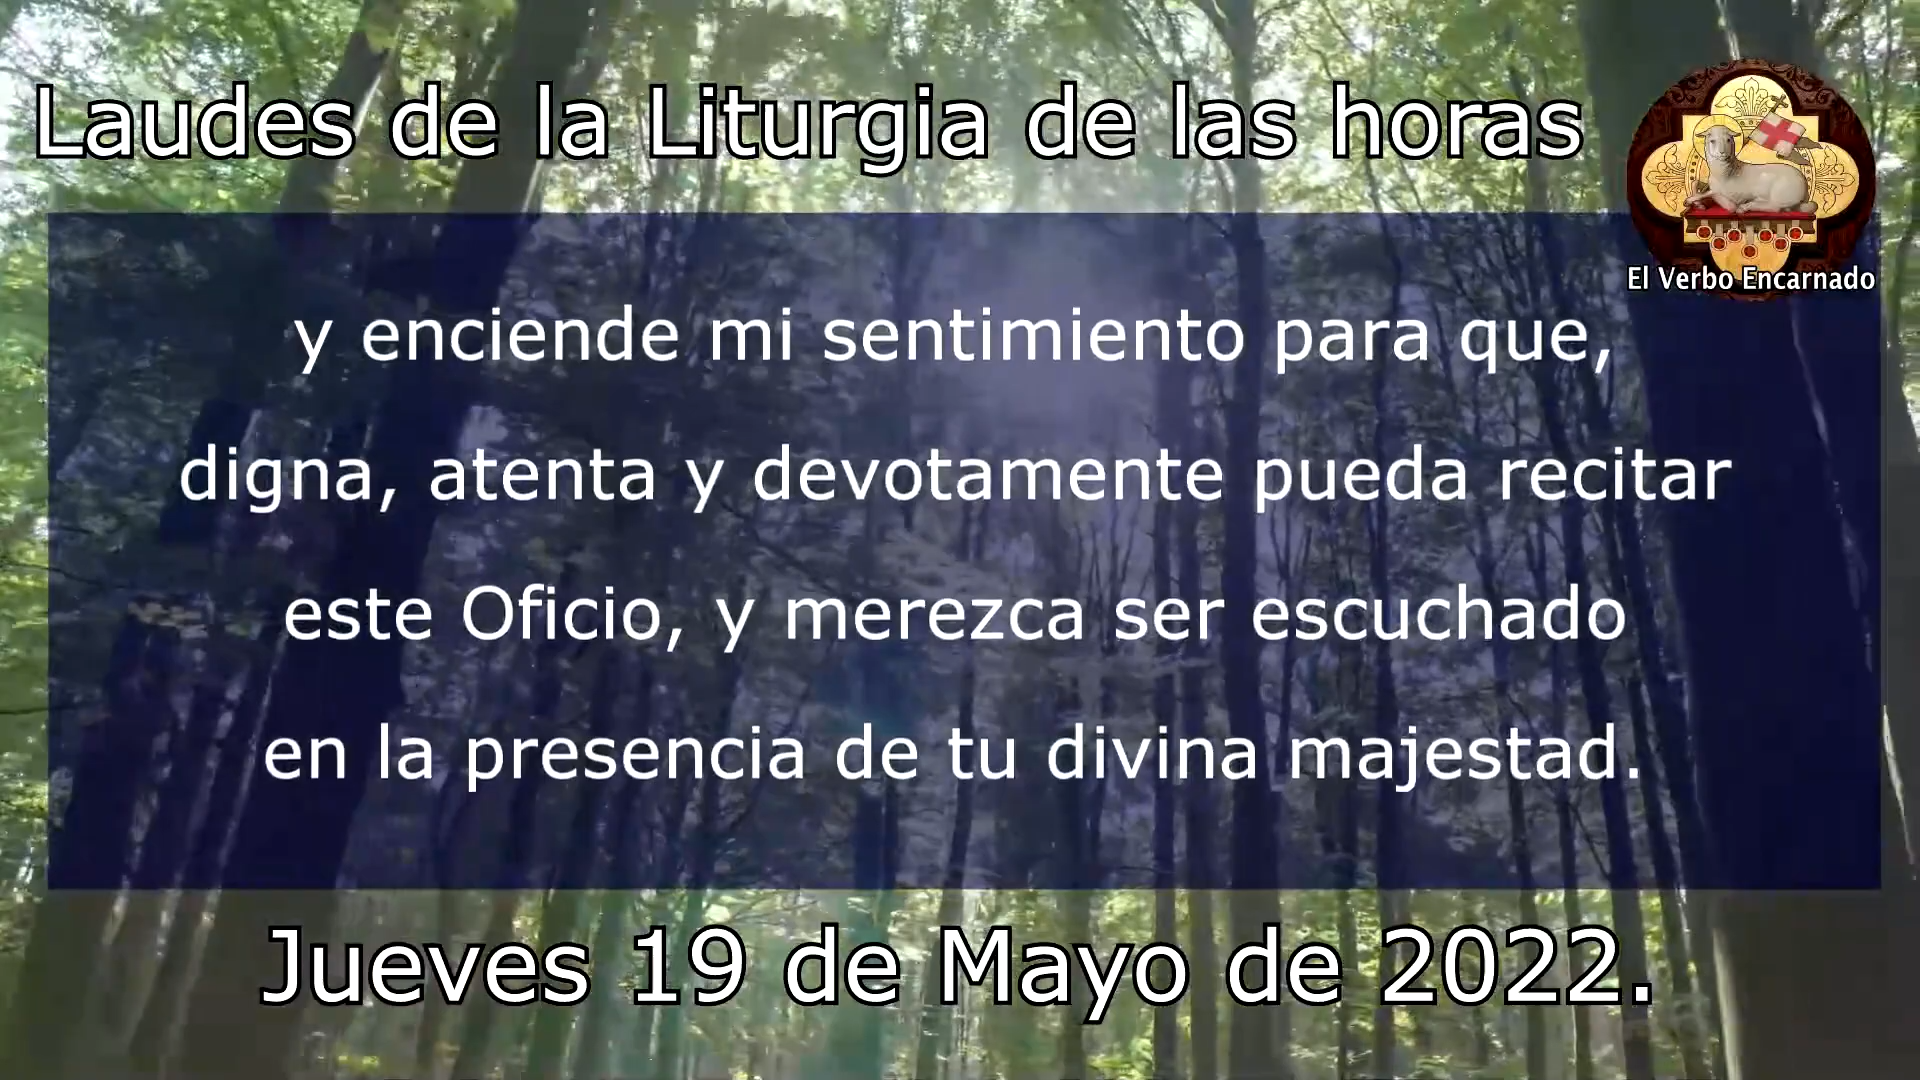 Laudes de la Liturgia de las horas
El Verbo Encarnado
y enciende mi sentimiento para que,
digna, atenta y devotamente pueda recitar
este Oficio, y merezca ser escuchado
en la presencia de tu divina majestad.
Jueves 19 de Mayo de 2022.